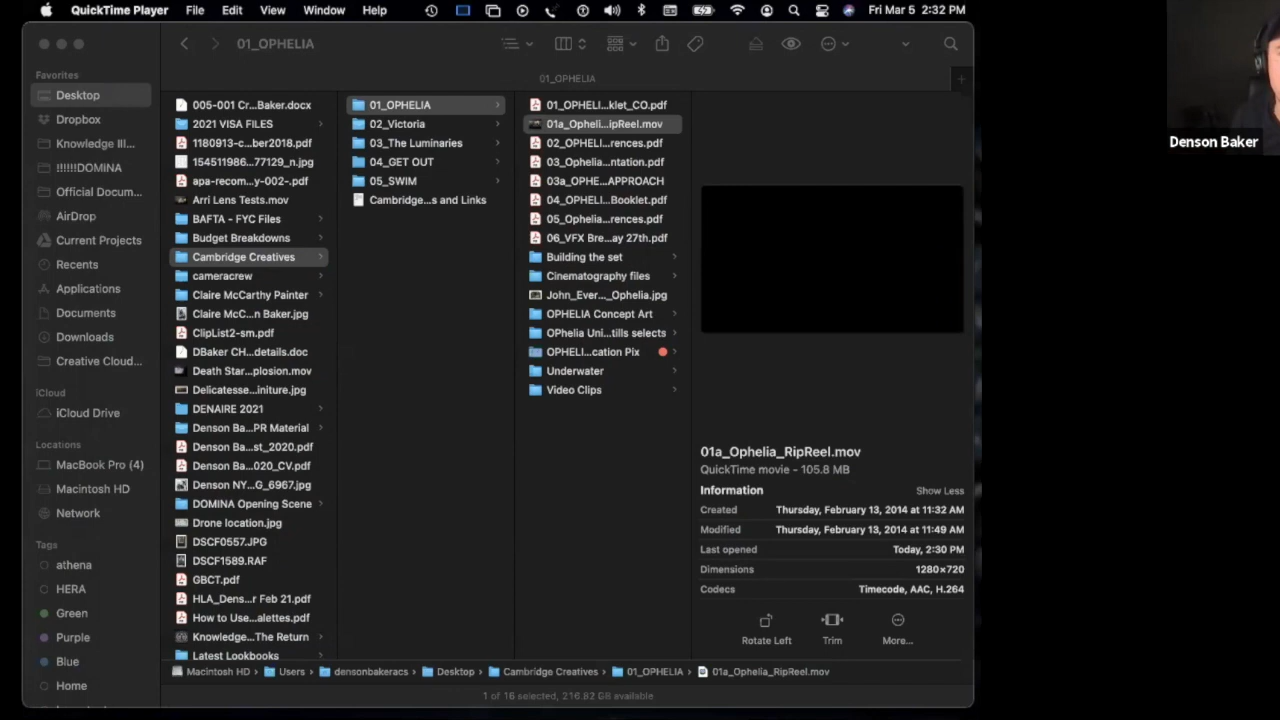 QuickTime Player File Edit View Window Help Fri Mar 5 2:32 PM
01_OPHELIA
01_OPHELIA
Favorites
Desktop
Dropbox
Knowledge Ill...
!!!!!!DOMINA
Official Docum...
AirDrop
Current Projects
Recents
Applications
Documents
Downloads
Creative Cloud...
iCloud
iCloud Drive
Locations
MacBook Pro (4)
Macintosh HD
Network
Tags
athena
HERA
Green
Purple
Blue
Home
005-001 Cr...Baker.docx
2021 VISA FILES
1180913-c...ber2018.pdf
154511986...77129_n.jpg
apa-recom...y-002-.pdf
Arri Lens Tests.mov
BAFTA - FYC Files
Budget Breakdowns
Cambridge Creatives
cameracrew
Claire McCarthy Painter
Claire McC...n Baker.jpg
ClipList2-sm.pdf
DBaker CH...details.doc
Death Star...plosion.mov
Delicatesse...initure.jpg
DENAIRE 2021
Denson Ba...PR Material
Denson Ba...st_2020.pdf
Denson Ba...020_CV.pdf
Denson NY...G_6967.jpg
DOMINA Opening Scene
Drone location.jpg
DSCF0557.JPG
DSCF1589.RAF
GBCT.pdf
HLA_Dens...r Feb 21.pdf
How to Use...alettes.pdf
Knowledge...The Return
Latest Lookbooks
01_OPHELIA
02_Victoria
03_The Luminaries
04_GET OUT
05_SWIM
Cambridge...s and Links
01_OPHELI...klet_CO.pdf
01a_Opheli...ipReel.mov
02_OPHELI...rences.pdf
03_Ophelia...ntation.pdf
03a_OPHE...APPROACH
04_OPHELI...Booklet.pdf
05_Ophelia...rences.pdf
06_VFX Bre...ay 27th.pdf
Building the set
Cinematography files
John_Ever..._Ophelia.jpg
OPHELIA Concept Art
OPhelia Uni...tills selects
OPHELI...cation Pix
Underwater
Video Clips
01a_Ophelia_RipReel.mov
QuickTime movie - 105.8 MB
Information Show Less
Created Thursday, February 13, 2014 at 11:32 AM
Modified Thursday, February 13, 2014 at 11:49 AM
Last opened Today, 2:30 PM
Dimensions 1280×720
Codecs Timecode, AAC, H.264
Rotate Left Trim More...
Macintosh HD Users densonbakeracs Desktop Cambridge Creatives 01_OPHELIA 01a_Ophelia_RipReel.mov
1 of 16 selected, 216.82 GB available
Denson Baker